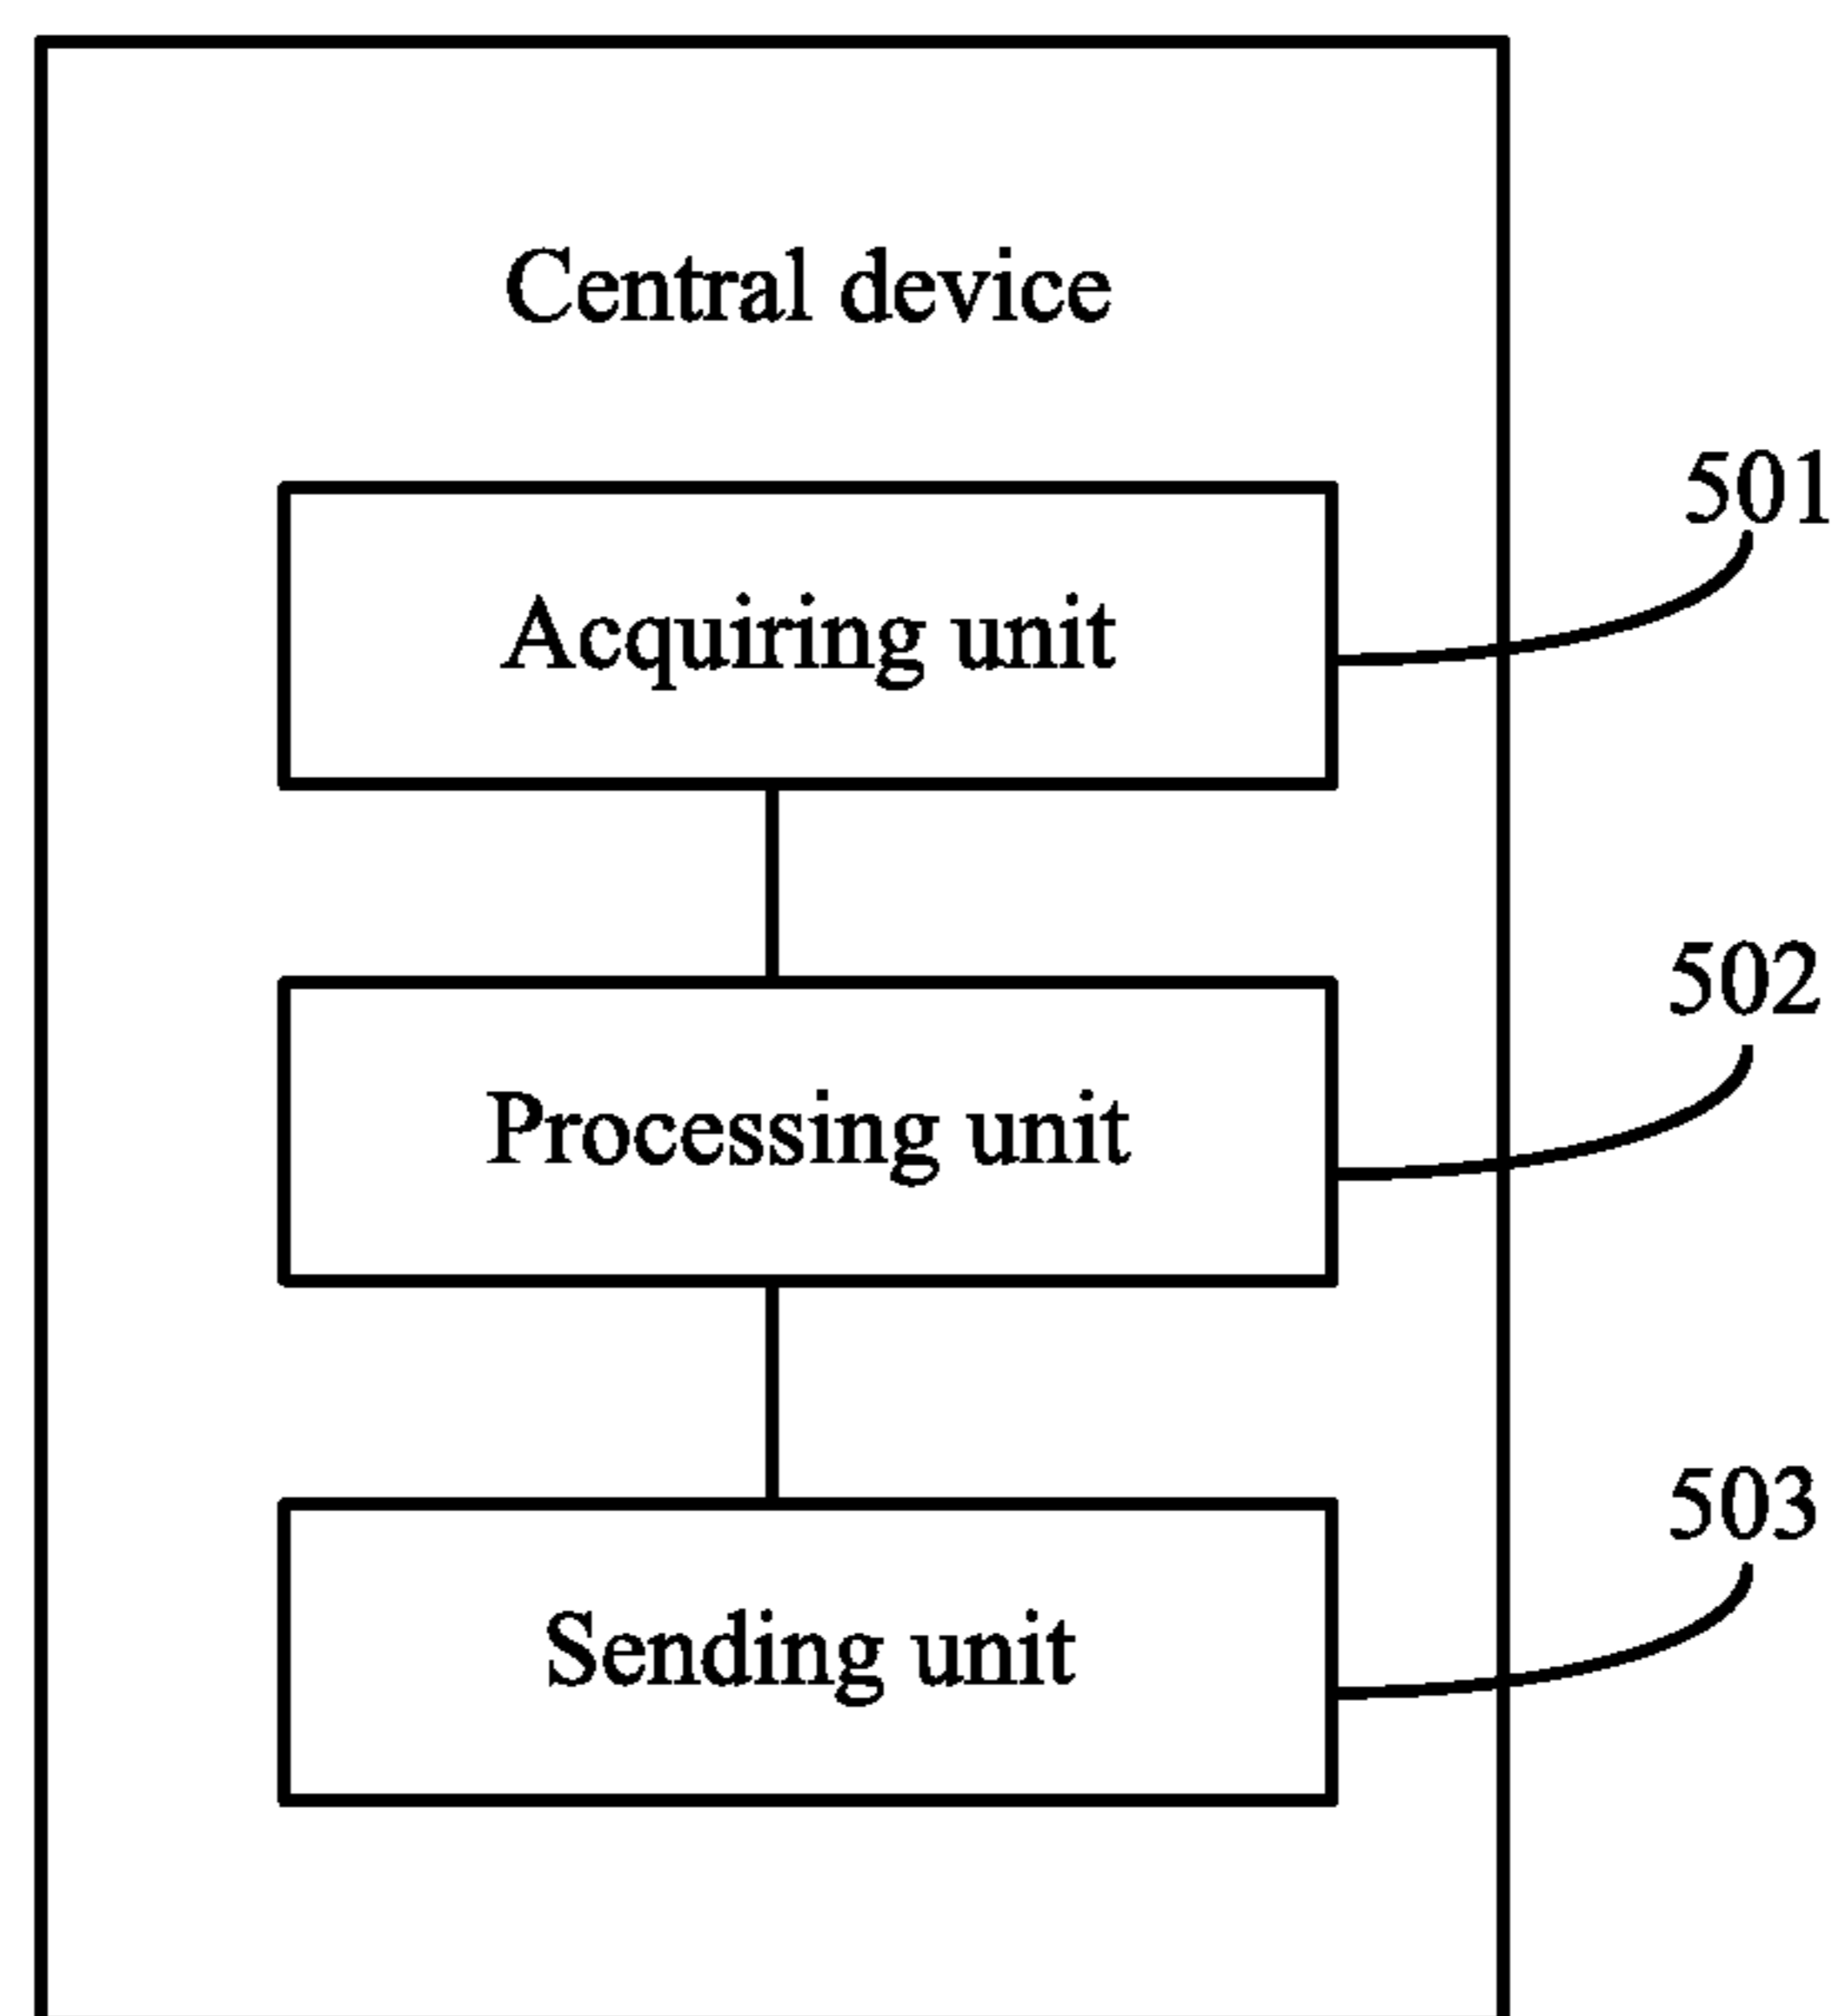 Central device
501
Acquiring unit
502
Processing unit
503
Sending unit